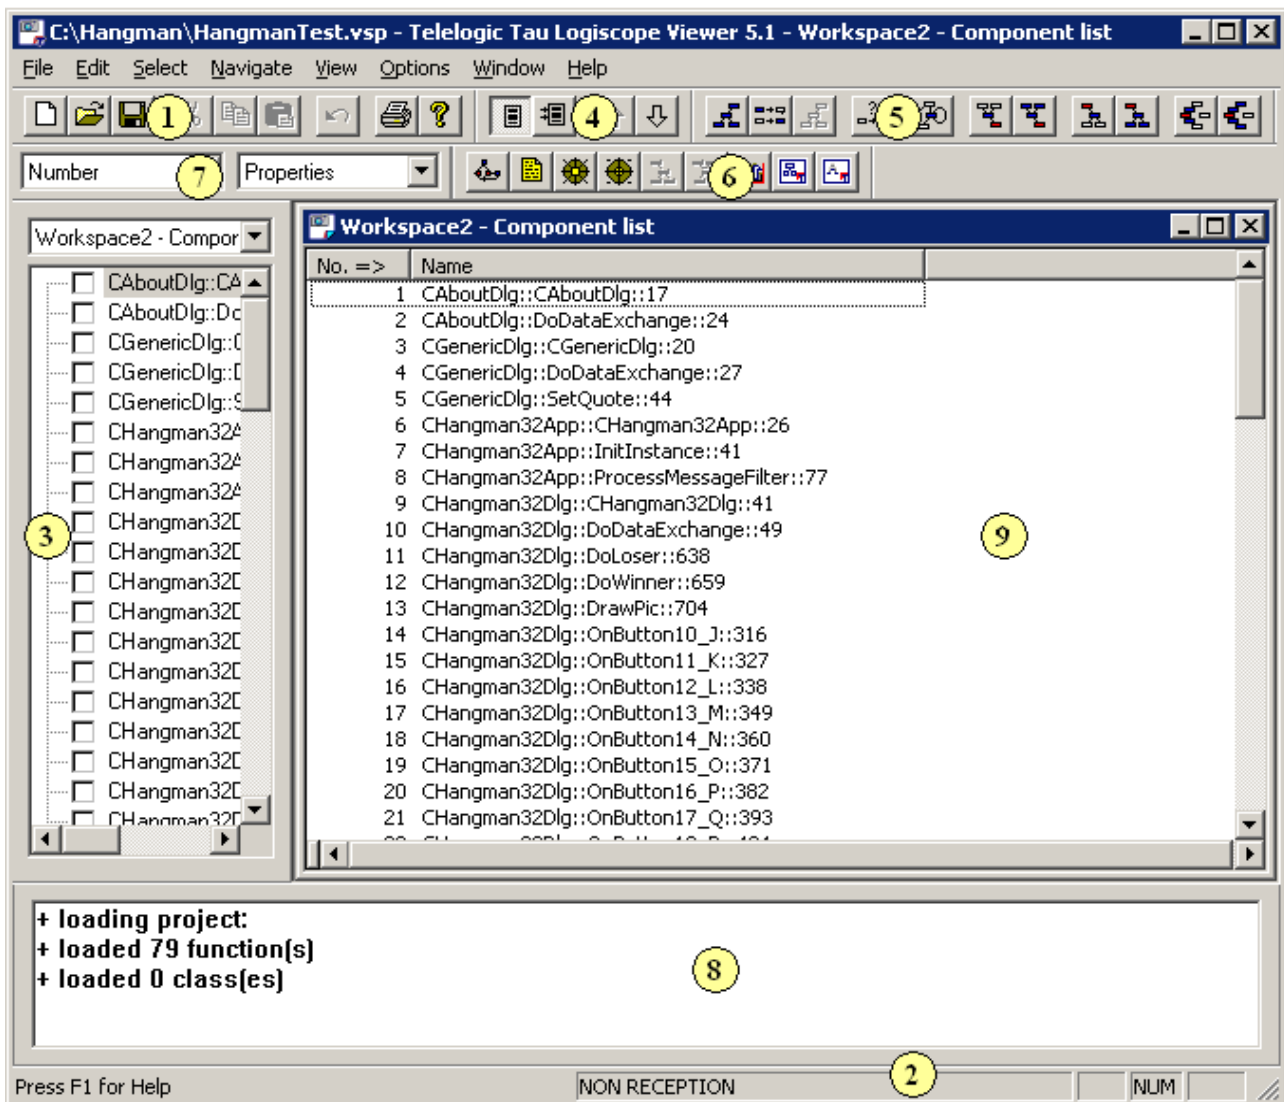 C:\Hangman\HangmanTest.vsp - Telelogic Tau Logiscope Viewer 5.1 - Workspace2 - Component list
File Edit Select Navigate View Options Window Help
1 4 5
Number 7 Properties 6
Workspace2 - Compor
CAboutDlg::CA
CAboutDlg::Do
CGenericDlg::C
CGenericDlg::D
CGenericDlg::S
CHangman32A
CHangman32A
CHangman32A
CHangman32D
CHangman32D
CHangman32D
CHangman32D
CHangman32D
CHangman32D
CHangman32D
CHangman32D
CHangman32D
CHangman32D
CHangman32D
3
Workspace2 - Component list
No. => Name
1 CAboutDlg::CAboutDlg::17
2 CAboutDlg::DoDataExchange::24
3 CGenericDlg::CGenericDlg::20
4 CGenericDlg::DoDataExchange::27
5 CGenericDlg::SetQuote::44
6 CHangman32App::CHangman32App::26
7 CHangman32App::InitInstance::41
8 CHangman32App::ProcessMessageFilter::77
9 CHangman32Dlg::CHangman32Dlg::41
10 CHangman32Dlg::DoDataExchange::49
11 CHangman32Dlg::DoLoser::638
12 CHangman32Dlg::DoWinner::659
13 CHangman32Dlg::DrawPic::704
14 CHangman32Dlg::OnButton10_J::316
15 CHangman32Dlg::OnButton11_K::327
16 CHangman32Dlg::OnButton12_L::338
17 CHangman32Dlg::OnButton13_M::349
18 CHangman32Dlg::OnButton14_N::360
19 CHangman32Dlg::OnButton15_O::371
20 CHangman32Dlg::OnButton16_P::382
21 CHangman32Dlg::OnButton17_Q::393
9
+ loading project:
+ loaded 79 function(s)
+ loaded 0 class(es)
8
Press F1 for Help NON RECEPTION 2 NUM